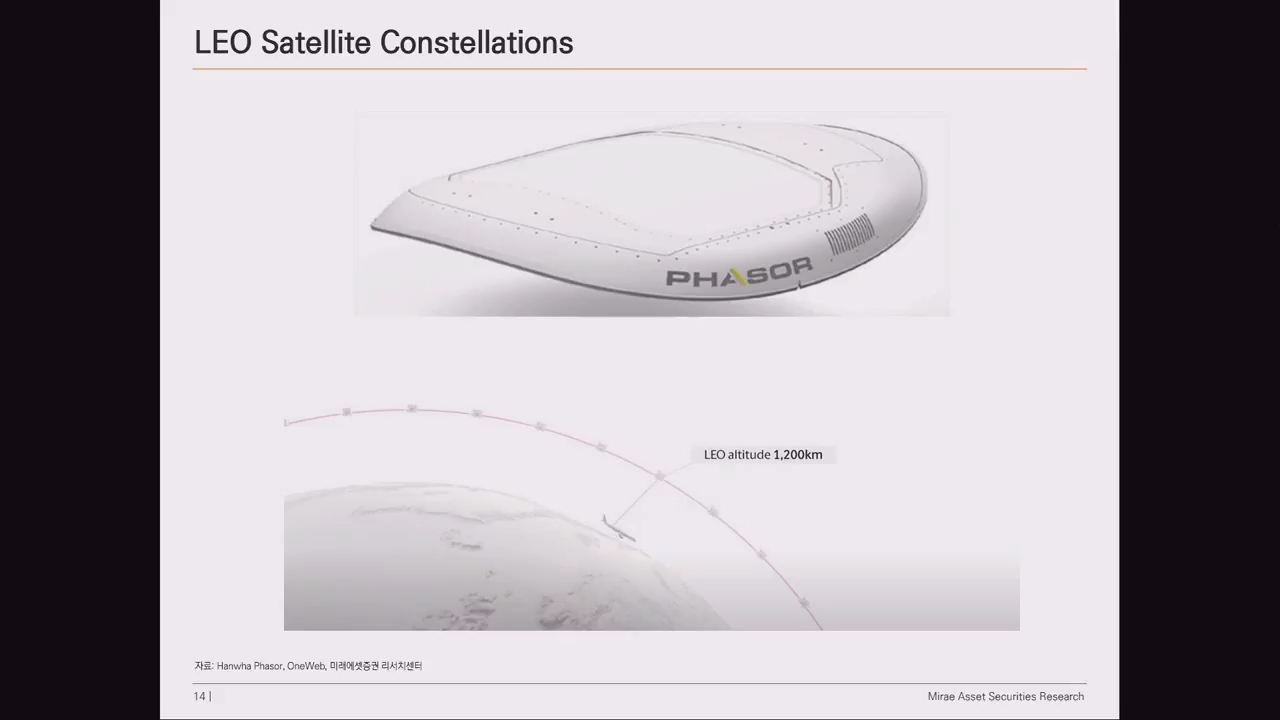 LEO Satellite Constellations
PHASOR
LEO altitude 1,200km
자료: Hanwha Phasor, OneWeb, 미래에셋증권 리서치센터
14 |
Mirae Asset Securities Research